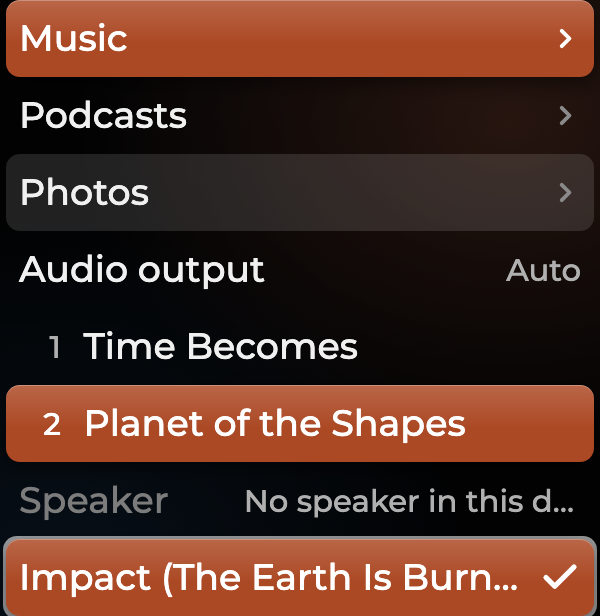 Music
Podcasts
Photos
Audio output Auto
1 Time Becomes
2 Planet of the Shapes
Speaker No speaker in this d...
Impact (The Earth Is Burn...